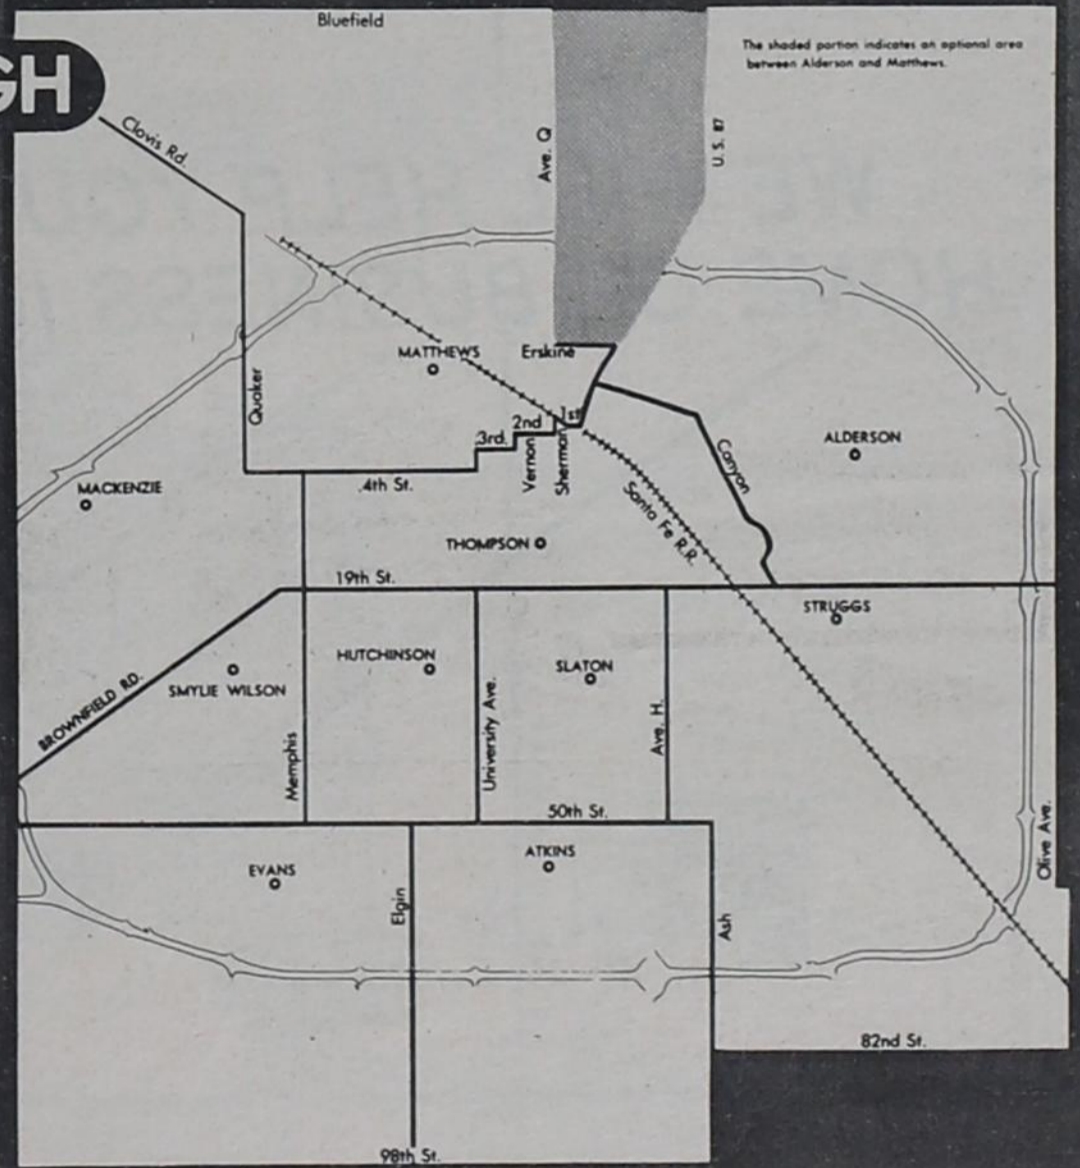 Bluefield
The shaded portion indicates an optional area
between Alderson and Matthews.
GH
Clovis Rd.
Ave. Q
U.S. 87
MATTHEWS
Erskine
Quaker
1st
2nd
3rd.
Vernon
Sherman
4th St.
Canyon
ALDERSON
MACKENZIE
Santa Fe R.R.
THOMPSON
19th St.
STRUGGS
HUTCHINSON
SLATON
SMYLIE WILSON
BROWNFIELD RD.
Memphis
University Ave.
Ave. H.
50th St.
Olive Ave.
EVANS
ATKINS
Elgin
Ash
82nd St.
98th St.